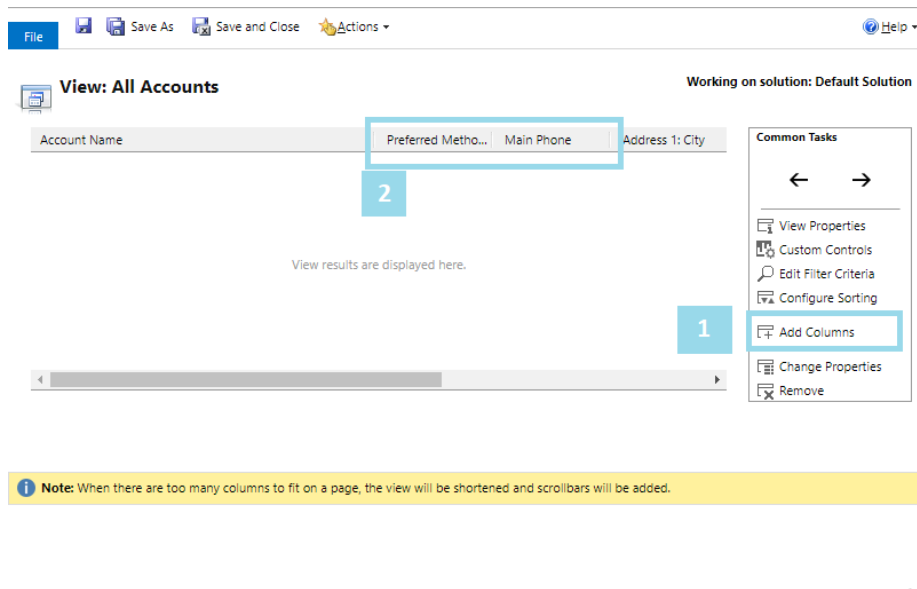 File
Save As
Save and Close
Actions
Help
View: All Accounts
Working on solution: Default Solution
Account Name
Preferred Metho...
Main Phone
Address 1: City
2
View results are displayed here.
Common Tasks
View Properties
Custom Controls
Edit Filter Criteria
Configure Sorting
1
Add Columns
Change Properties
Remove
Note: When there are too many columns to fit on a page, the view will be shortened and scrollbars will be added.